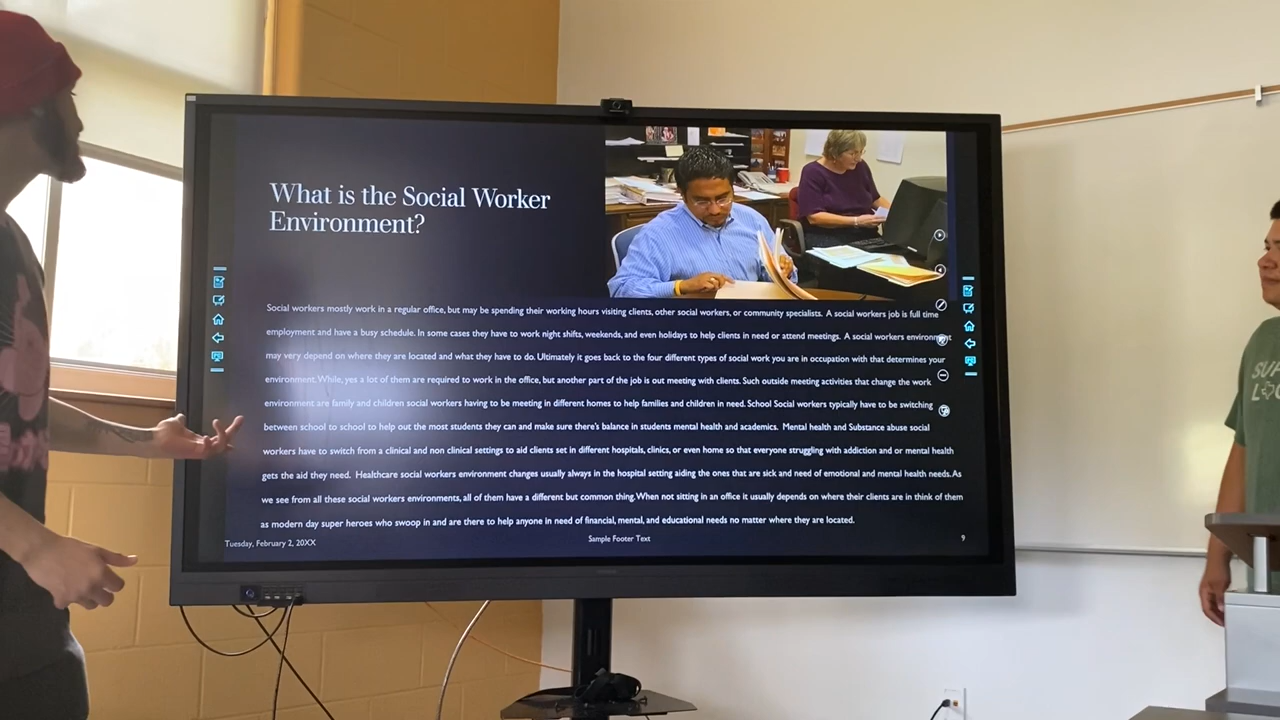 What is the Social Worker
Environment?
Social workers mostly work in a regular office, but may be spending their working hours visiting clients, other social workers, or community specialists. A social workers job is full time
employment and have a busy schedule. In some cases they have to work night shifts, weekends, and even holidays to help clients in need or attend meetings. A social workers environment
may very depend on where they are located and what they have to do. Ultimately it goes back to the four different types of social work you are in occupation with that determines your
environment. While, yes a lot of them are required to work in the office, but another part of the job is out meeting with clients. Such outside meeting activities that change the work
environment are family and children social workers having to be meeting in different homes to help families and children in need. School Social workers typically have to be switching
between school to school to help out the most students they can and make sure there's balance in students mental health and academics. Mental health and Substance abuse social
workers have to switch from a clinical and non clinical settings to aid clients set in different hospitals, clinics, or even home so that everyone struggling with addiction and or mental health
gets the aid they need. Healthcare social workers environment changes usually always in the hospital setting aiding the ones that are sick and need of emotional and mental health needs. As
we see from all these social workers environments, all of them have a different but common thing. When not sitting in an office it usually depends on where their clients are in think of them
as modern day super heroes who swoop in and are there to help anyone in need of financial, mental, and educational needs no matter where they are located.
Tuesday, February 2, 20XX
Sample Footer Text
9